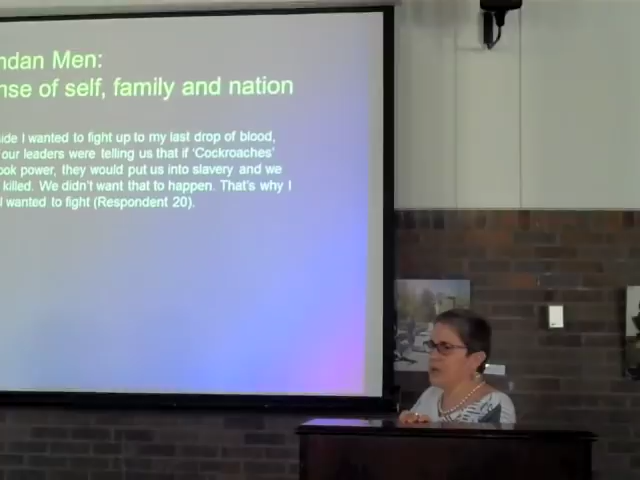 ndan Men:
nse of self, family and nation
ide I wanted to fight up to my last drop of blood,
our leaders were telling us that if ‘Cockroaches’
ook power, they would put us into slavery and we
killed. We didn’t want that to happen. That’s why I
I wanted to fight (Respondent 20).